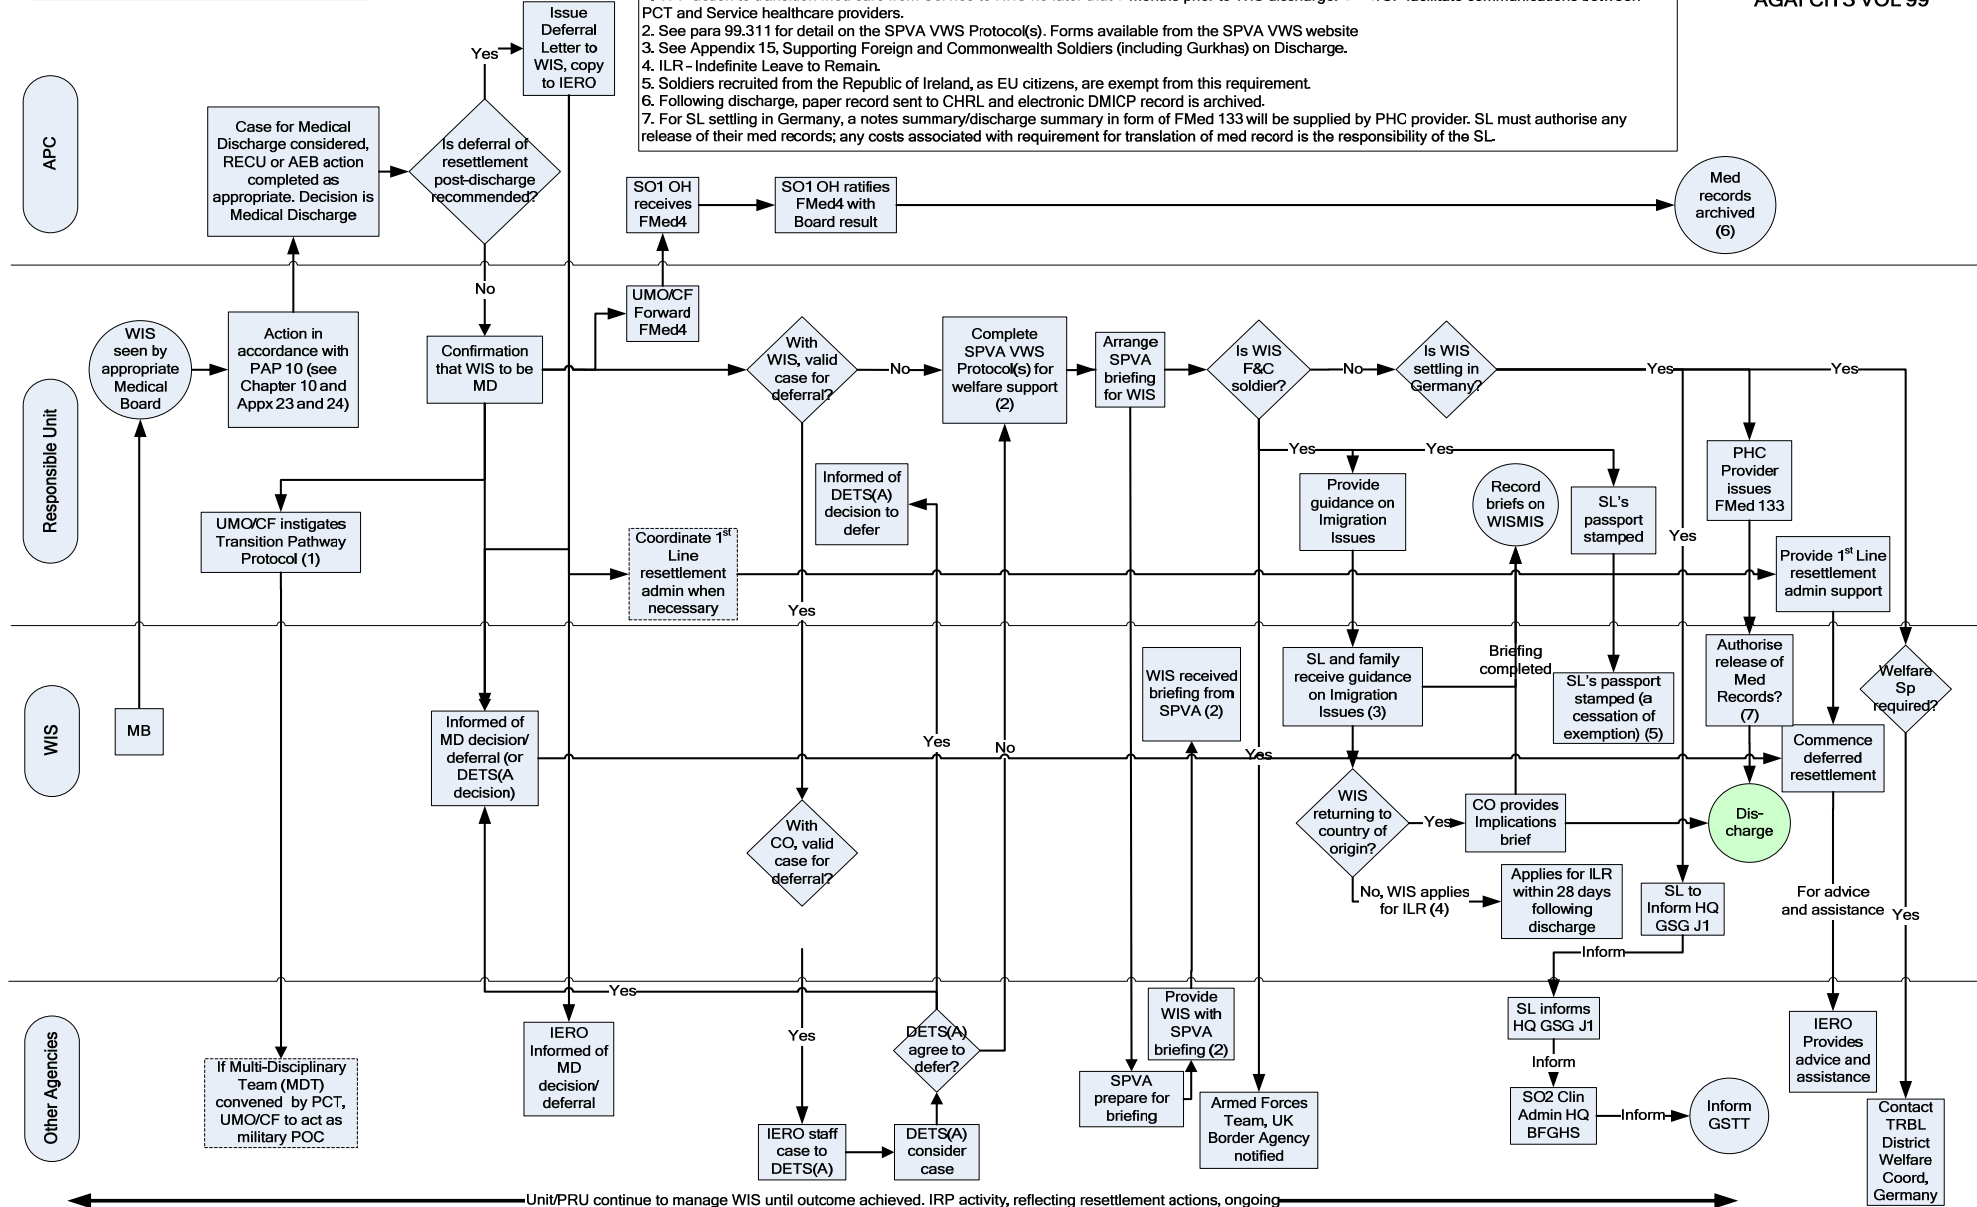 AGAI CITS VOL 99
PCT and Service healthcare providers.
2. See para 99.311 for detail on the SPVA VWS Protocol(s). Forms available from the SPVA VWS website
3. See Appendix 15, Supporting Foreign and Commonwealth Soldiers (including Gurkhas) on Discharge.
4. ILR – Indefinite Leave to Remain.
5. Soldiers recruited from the Republic of Ireland, as EU citizens, are exempt from this requirement.
6. Following discharge, paper record sent to CHRL and electronic DMICP record is archived.
7. For SL settling in Germany, a notes summary/discharge summary in form of FMed 133 will be supplied by PHC provider. SL must authorise any
release of their med records; any costs associated with requirement for translation of med record is the responsibility of the SL.
APC
Issue
Deferral
Letter to
WIS, copy
to IERO
Yes
Case for Medical
Discharge considered,
RECU or AEB action
completed as
appropriate. Decision is
Medical Discharge
Is deferral of
resettlement
post-discharge
recommended?
SO1 OH
receives
FMed4
SO1 OH ratifies
FMed4 with
Board result
Med
records
archived
(6)
Responsible Unit
No
WIS
seen by
appropriate
Medical
Board
Action in
accordance with
PAP 10 (see
Chapter 10 and
Appx 23 and 24)
Confirmation
that WIS to be
MD
UMO/CF
Forward
FMed4
With
WIS, valid
case for
deferral?
No
Complete
SPVA VWS
Protocol(s) for
welfare support
(2)
Arrange
SPVA
briefing
for WIS
Is WIS
F&C
soldier?
No
Is WIS
settling in
Germany?
Yes
Yes
Yes
Yes
Informed of
DETS(A)
decision to
defer
Provide
guidance on
Imigration
Issues
Record
briefs on
WISMIS
SL's
passport
stamped
PHC
Provider
issues
FMed 133
Yes
UMO/CF instigates
Transition Pathway
Protocol (1)
Coordinate 1st
Line
resettlement
admin when
necessary
Provide 1st Line
resettlement
admin support
Yes
WIS
MB
Informed of
MD decision/
deferral (or
DETS(A
decision)
Yes
No
WIS received
briefing from
SPVA (2)
Yes
SL and family
receive guidance
on Imigration
Issues (3)
Briefing
completed
SL's passport
stamped (a
cessation of
exemption) (5)
Authorise
release of
Med
Records?
(7)
Welfare
Sp
required?
Commence
deferred
resettlement
With
CO, valid
case for
deferral?
WIS
returning to
country of
origin?
Yes
CO provides
Implications
brief
Dis-
charge
No, WIS applies
for ILR (4)
Applies for ILR
within 28 days
following
discharge
SL to
Inform HQ
GSG J1
For advice
and assistance
Yes
Inform
Other Agencies
Yes
If Multi-Disciplinary
Team (MDT)
convened by PCT,
UMO/CF to act as
military POC
IERO
Informed of
MD
decision/
deferral
Yes
DETS(A)
agree to
defer?
IERO staff
case to
DETS(A)
DETS(A)
consider
case
SPVA
prepare for
briefing
Provide
WIS with
SPVA
briefing (2)
Armed Forces
Team, UK
Border Agency
notified
SL informs
HQ GSG J1
Inform
SO2 Clin
Admin HQ
BFGHS
Inform
Inform
GSTT
IERO
Provides
advice and
assistance
Contact
TRBL
District
Welfare
Coord,
Germany
Unit/PRU continue to manage WIS until outcome achieved. IRP activity, reflecting resettlement actions, ongoing